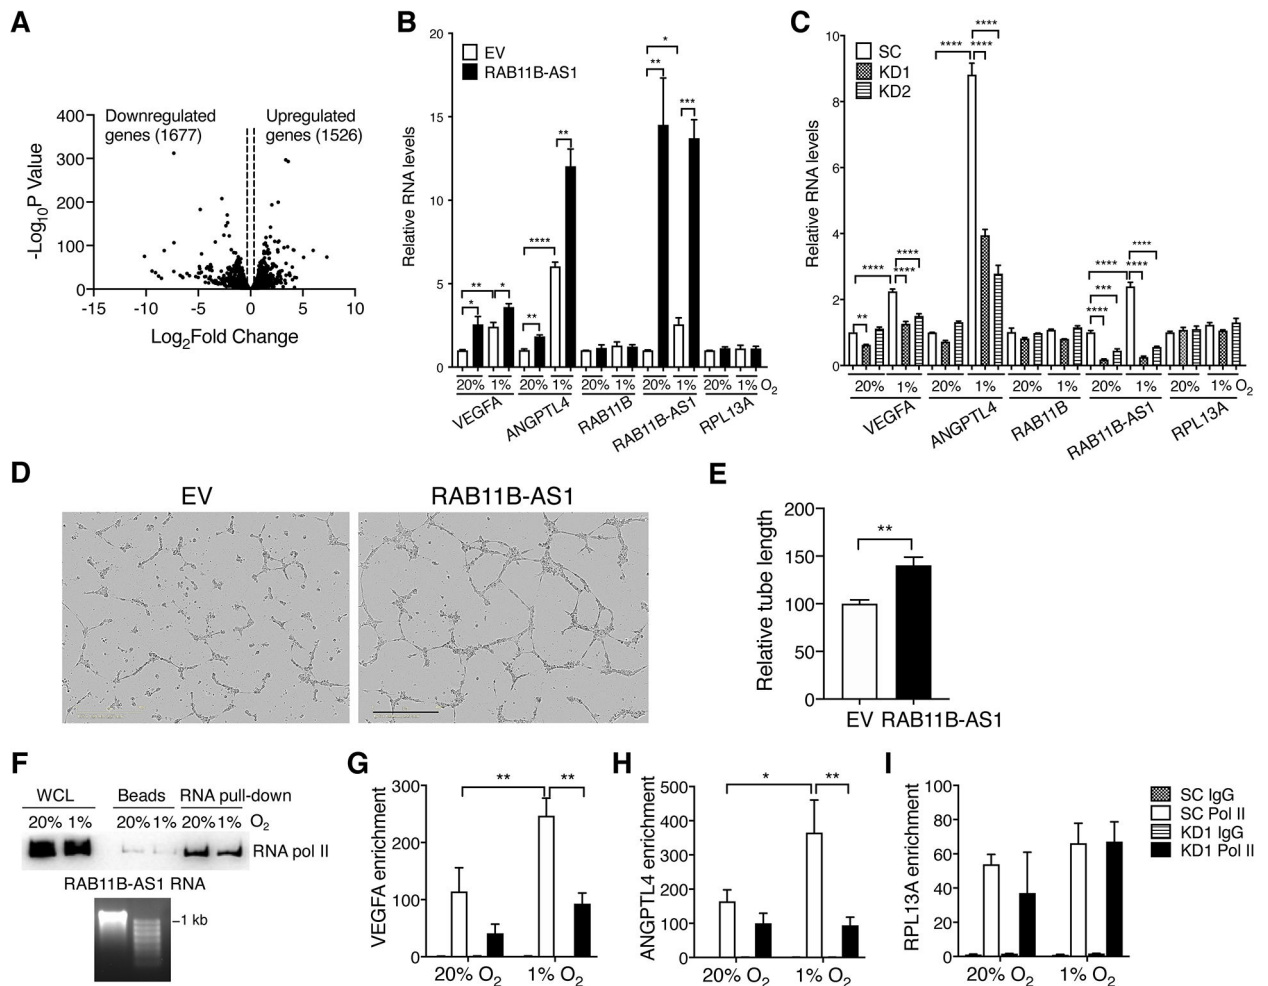 A
Downregulated
genes (1677)
Upregulated
genes (1526)
-Log10P Value
400
300
200
100
0
-15 -10 -5 0 5 10
Log2Fold Change
B
Relative RNA levels
20
15
10
5
0
EV
RAB11B-AS1
** * * ** **** ** ** * ***
20% 1% 20% 1% 20% 1% 20% 1% 20% 1% O2
VEGFA ANGPTL4 RAB11B RAB11B-AS1 RPL13A
C
Relative RNA levels
10
8
6
4
2
0
SC
KD1
KD2
** **** **** **** **** **** **** **** *** **** **** ****
20% 1% 20% 1% 20% 1% 20% 1% 20% 1% O2
VEGFA ANGPTL4 RAB11B RAB11B-AS1 RPL13A
D
EV RAB11B-AS1
E
Relative tube length
200
150
100
50
0
**
EV RAB11B-AS1
F
WCL Beads RNA pull-down
20% 1% 20% 1% 20% 1% O2
RNA pol II
RAB11B-AS1 RNA
1 kb
G
VEGFA enrichment
300
200
100
0
** **
20% O2 1% O2
H
ANGPTL4 enrichment
500
400
300
200
100
0
* **
20% O2 1% O2
I
RPL13A enrichment
100
80
60
40
20
0
20% O2 1% O2
SC IgG
SC Pol II
KD1 IgG
KD1 Pol II